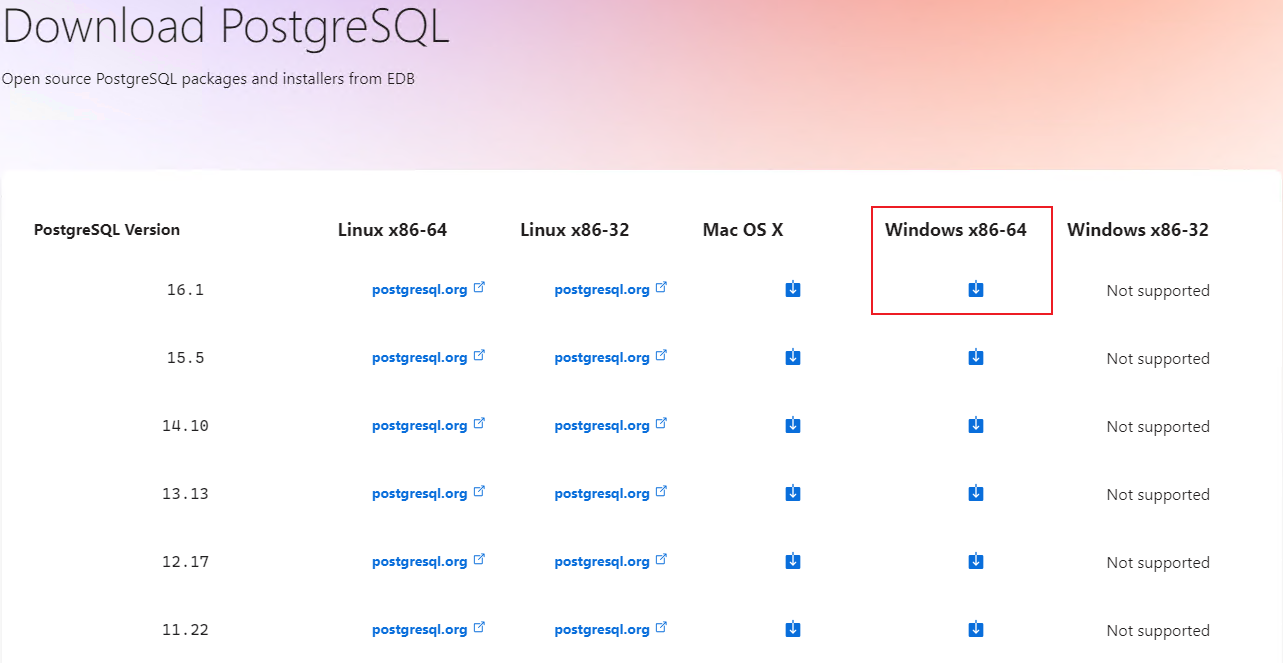 Download PostgreSQL
Open source PostgreSQL packages and installers from EDB
PostgreSQL Version Linux x86-64 Linux x86-32 Mac OS X Windows x86-64 Windows x86-32
16.1 postgresql.org postgresql.org Not supported
15.5 postgresql.org postgresql.org Not supported
14.10 postgresql.org postgresql.org Not supported
13.13 postgresql.org postgresql.org Not supported
12.17 postgresql.org postgresql.org Not supported
11.22 postgresql.org postgresql.org Not supported